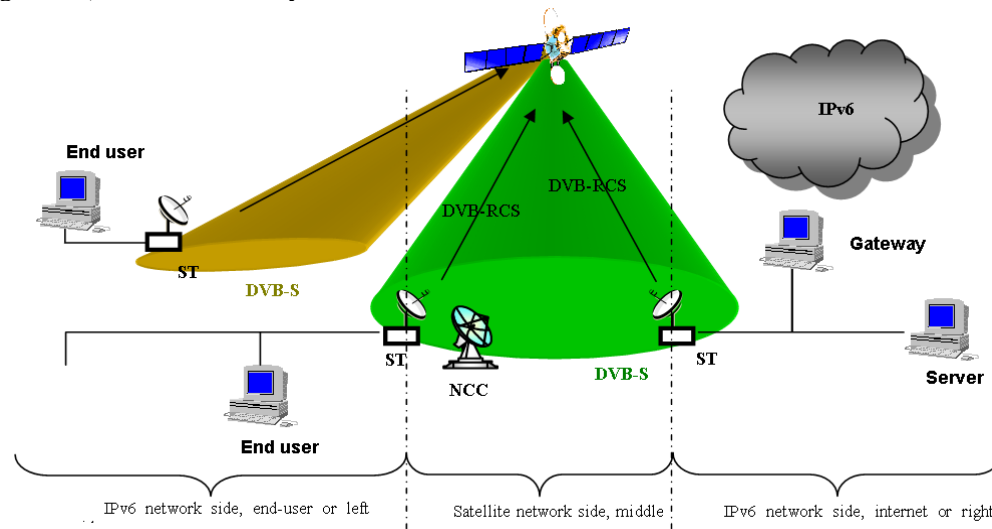 IPv6
End user
DVB-RCS
DVB-RCS
Gateway
ST
DVB-S
ST
NCC
DVB-S
ST
Server
End user
IPv6 network side, end-user or left
Satellite network side, middle
IPv6 network side, internet or right